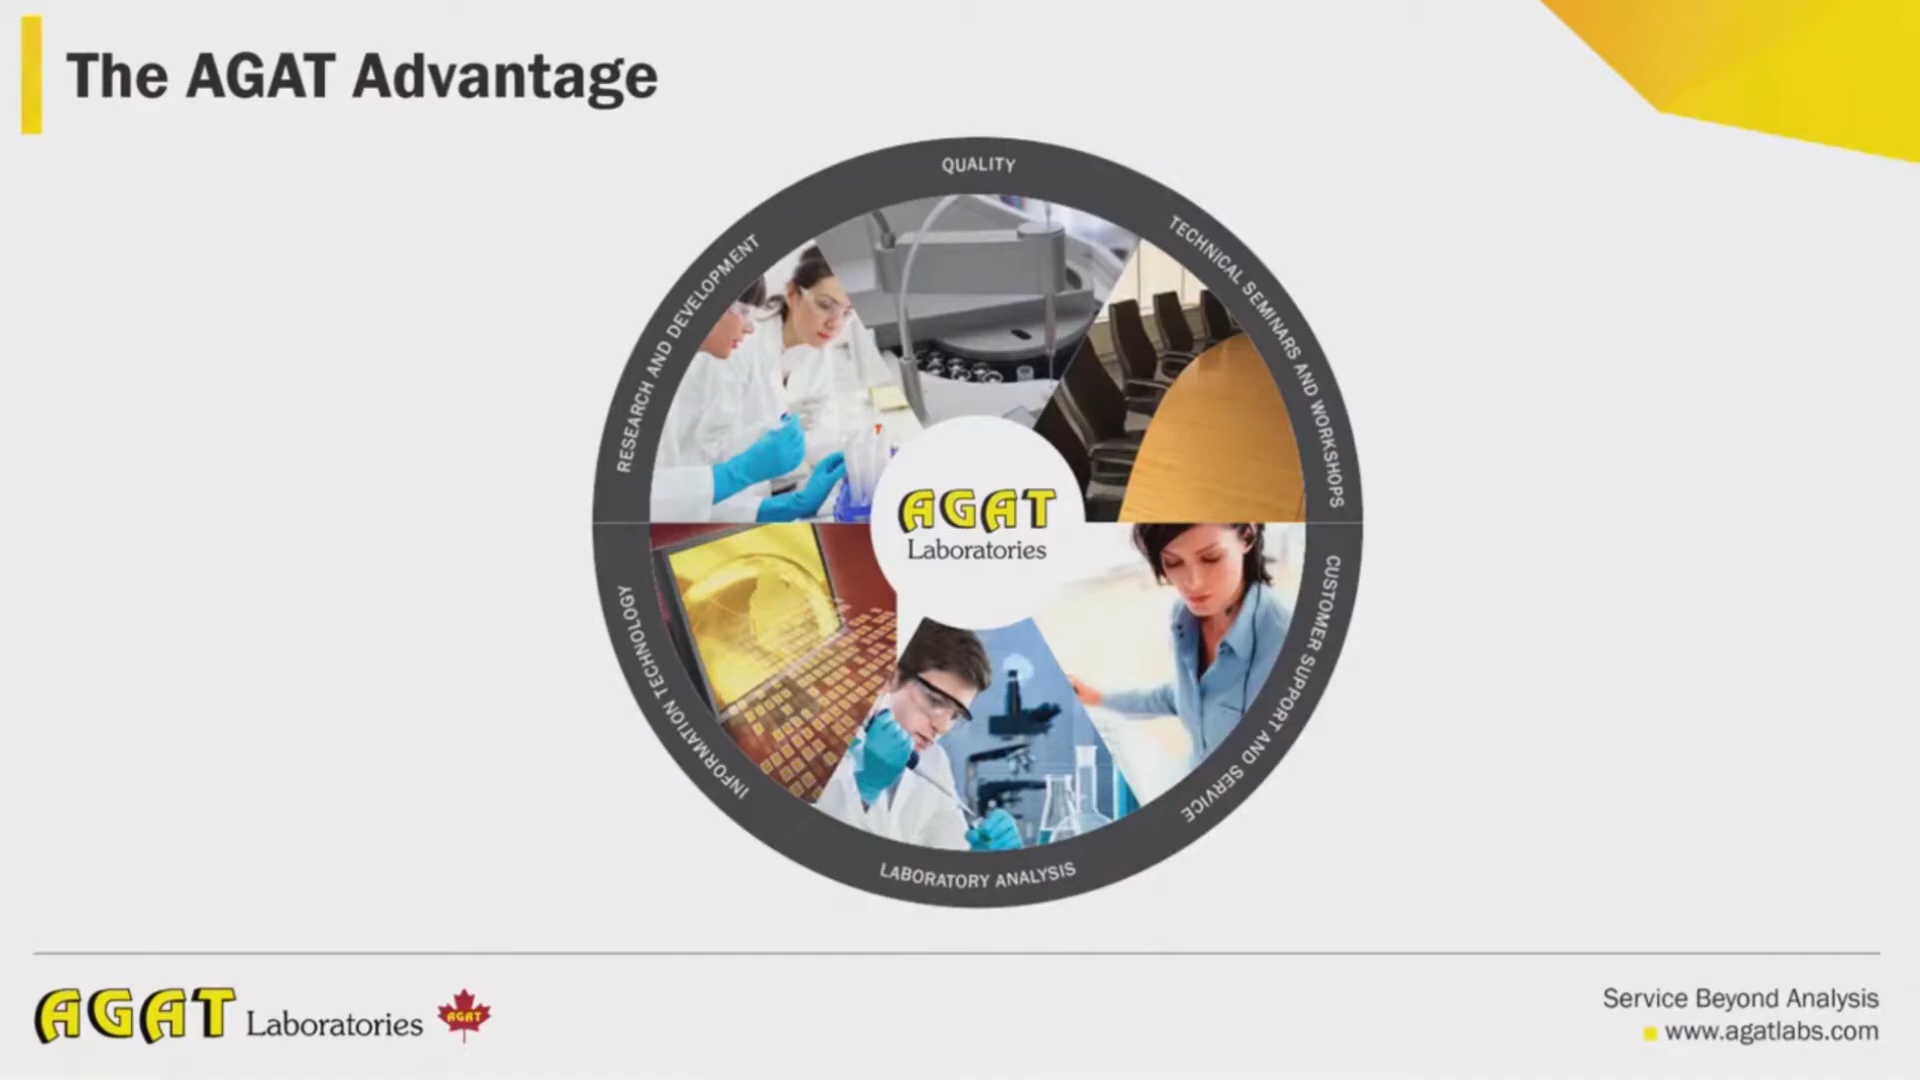 The AGAT Advantage
QUALITY
TECHNICAL SEMINARS AND WORKSHOPS
CUSTOMER SUPPORT AND SERVICE
LABORATORY ANALYSIS
INFORMATION TECHNOLOGY
RESEARCH AND DEVELOPMENT
AGAT
Laboratories
AGAT Laboratories AGAT
Service Beyond Analysis
www.agatlabs.com